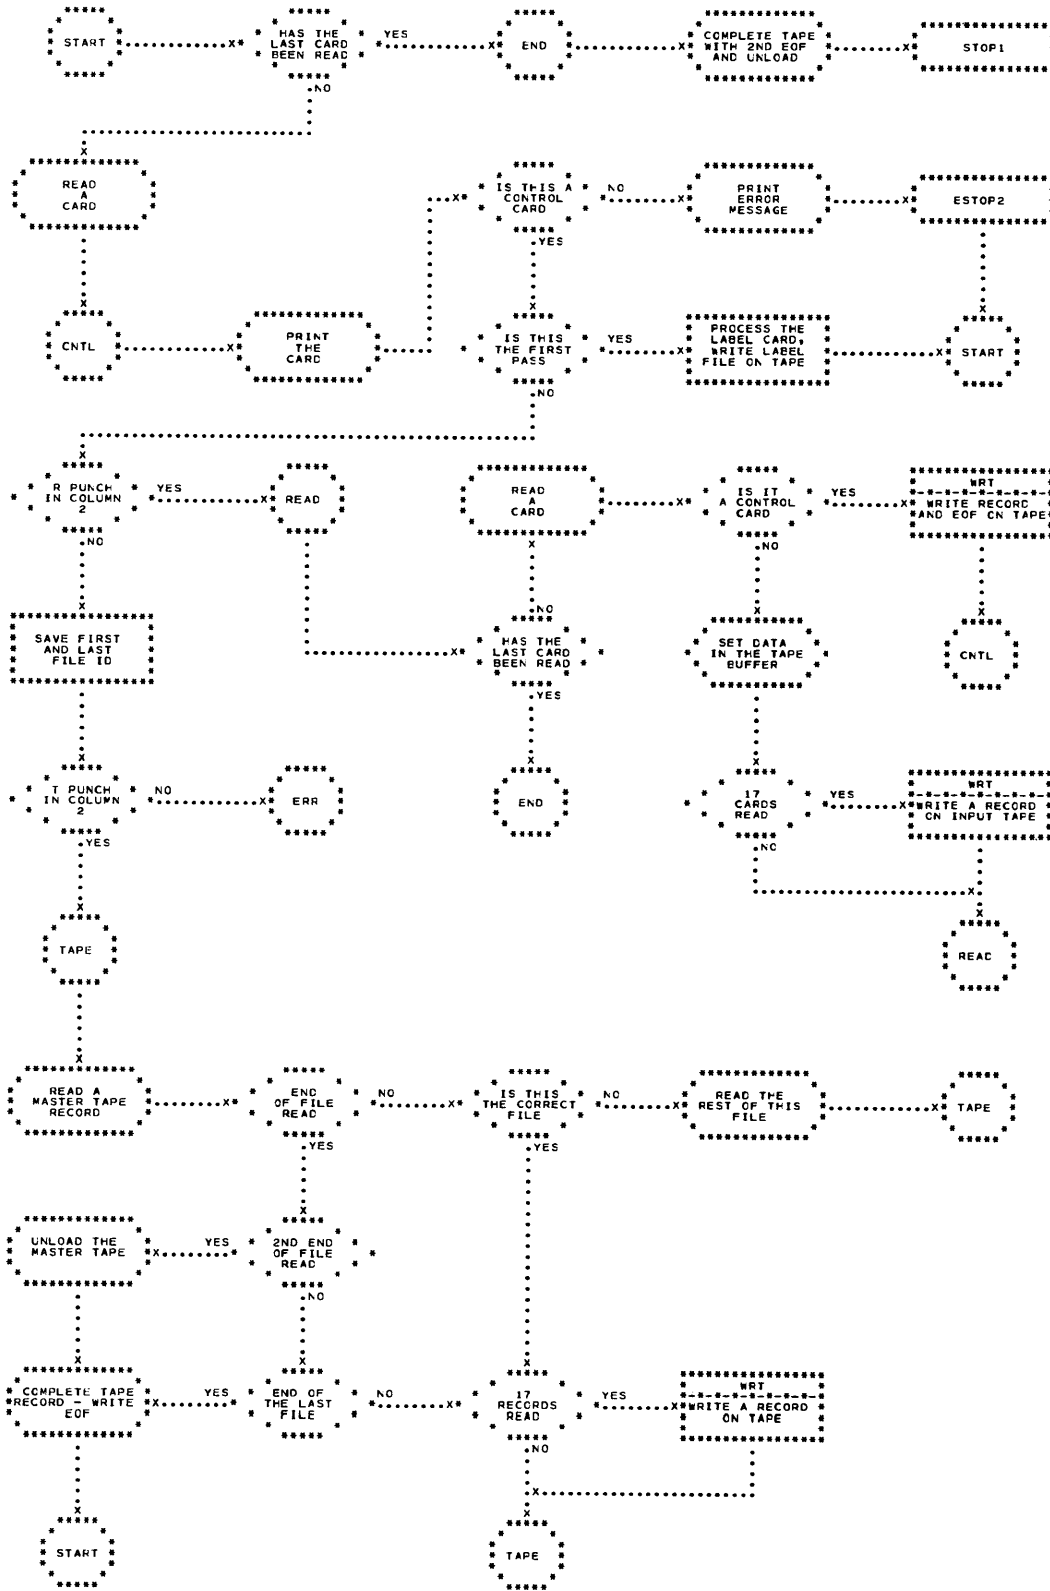 START
HAS THE
LAST CARD
BEEN READ
YES
END
COMPLETE TAPE
WITH 2ND EOF
AND UNLOAD
STOP1
NO
READ
A
CARD
IS THIS A
CONTROL
CARD
NO
PRINT
ERROR
MESSAGE
ESTOP2
YES
CNTL
PRINT
THE
CARD
IS THIS
THE FIRST
PASS
YES
PROCESS THE
LABEL CARD,
WRITE LABEL
FILE ON TAPE
START
NO
R PUNCH
IN COLUMN
2
YES
READ
READ
A
CARD
IS IT
A CONTROL
CARD
YES
WRT
WRITE RECORD
AND EOF CN TAPE
NO
NO
SAVE FIRST
AND LAST
FILE ID
NO
HAS THE
LAST CARD
BEEN READ
SET DATA
IN THE TAPE
BUFFER
CNTL
YES
T PUNCH
IN COLUMN
2
NO
ERR
END
17
CARDS
READ
YES
WRT
WRITE A RECORD
CN INPUT TAPE
YES
NC
TAPE
READ
READ A
MASTER TAPE
RECORD
END
OF FILE
READ
NO
IS THIS
THE CORRECT
FILE
NO
READ THE
REST OF THIS
FILE
TAPE
YES
YES
UNLOAD THE
MASTER TAPE
YES
2ND END
OF FILE
READ
NO
COMPLETE TAPE
RECORD - WRITE
EOF
YES
END OF
THE LAST
FILE
NO
17
RECORDS
READ
YES
WRT
WRITE A RECORD
ON TAPE
NO
START
TAPE